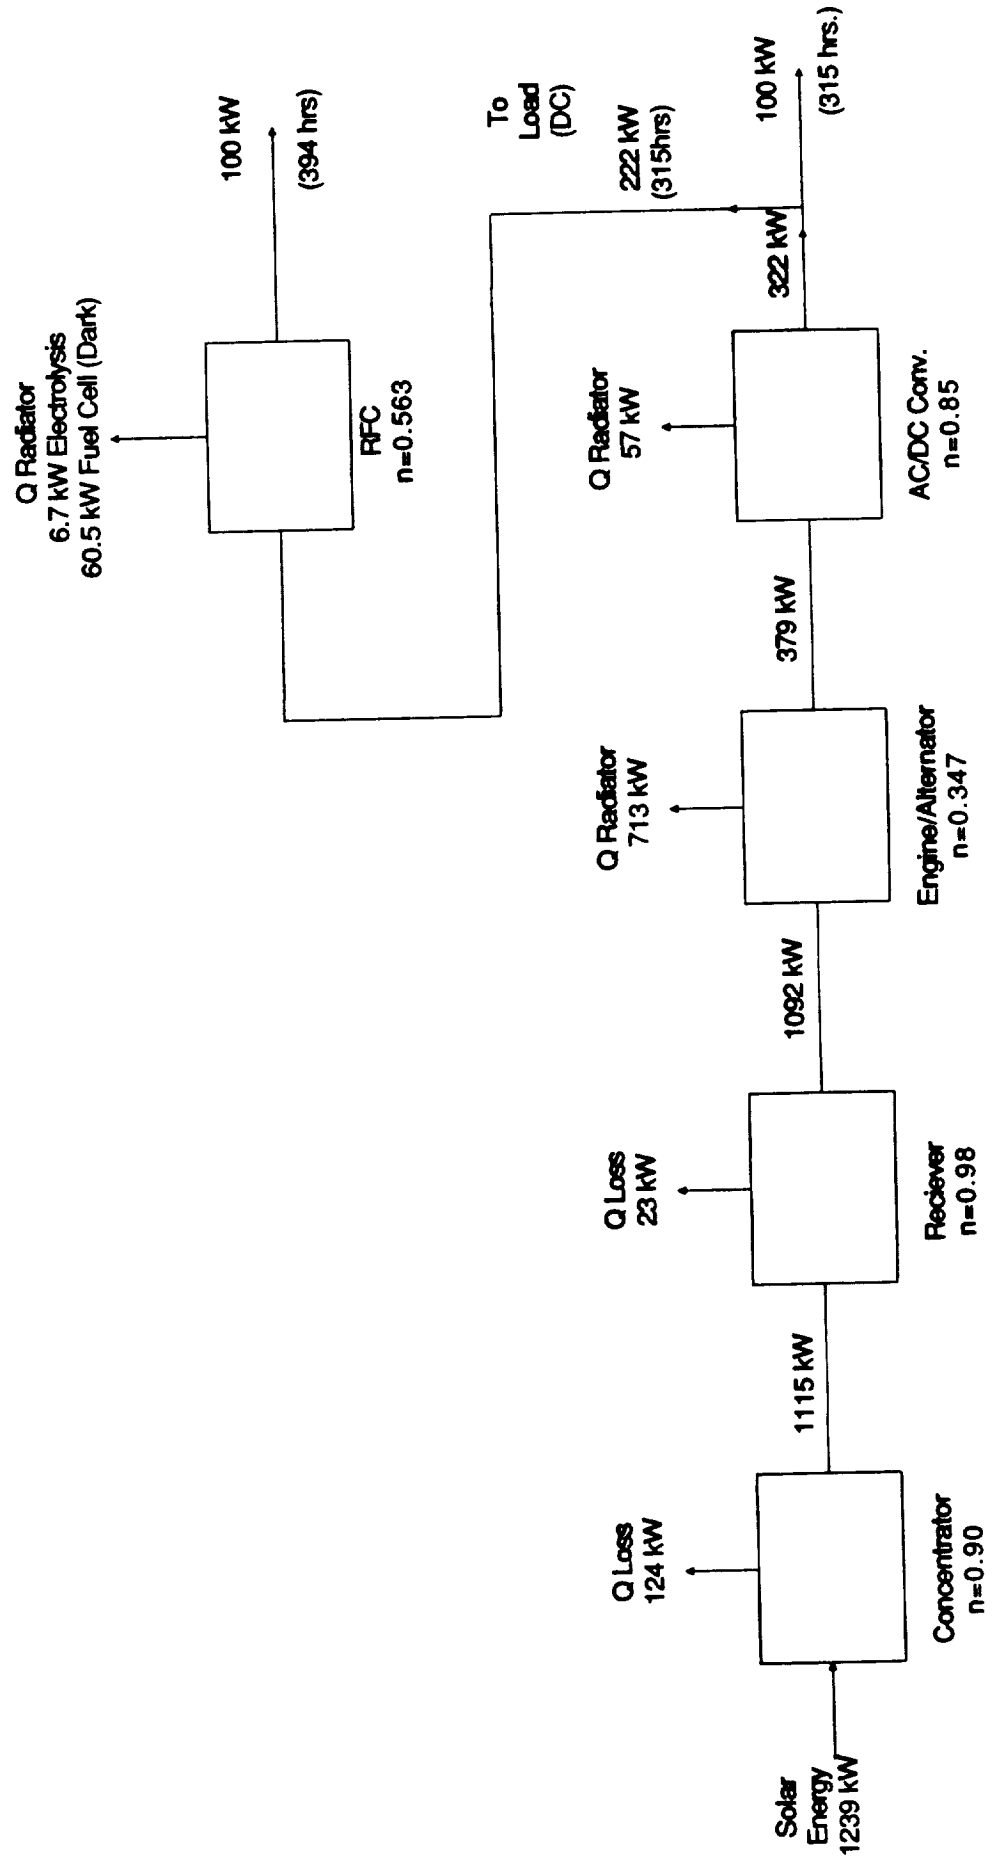 Q Radiator
6.7 kW Electrolysis
60.5 kW Fuel Cell (Dark)
RFC
n=0.563
100 kW
(394 hrs)
To
Load
(DC)
222 kW
(315hrs)
Solar
Energy
1239 kW
Q Loss
124 kW
Concentrator
n=0.90
1115 kW
Q Loss
23 kW
Reciever
n=0.98
1092 kW
Q Radiator
713 kW
Engine/Alternator
n=0.347
379 kW
Q Radiator
57 kW
AC/DC Conv.
n=0.85
322 kW
100 kW
(315 hrs.)